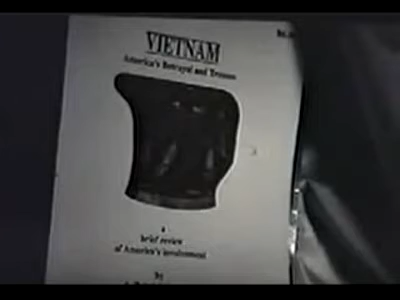 VIETNAM
America's Betrayal and Treason
a
brief review
of America's involvement
by